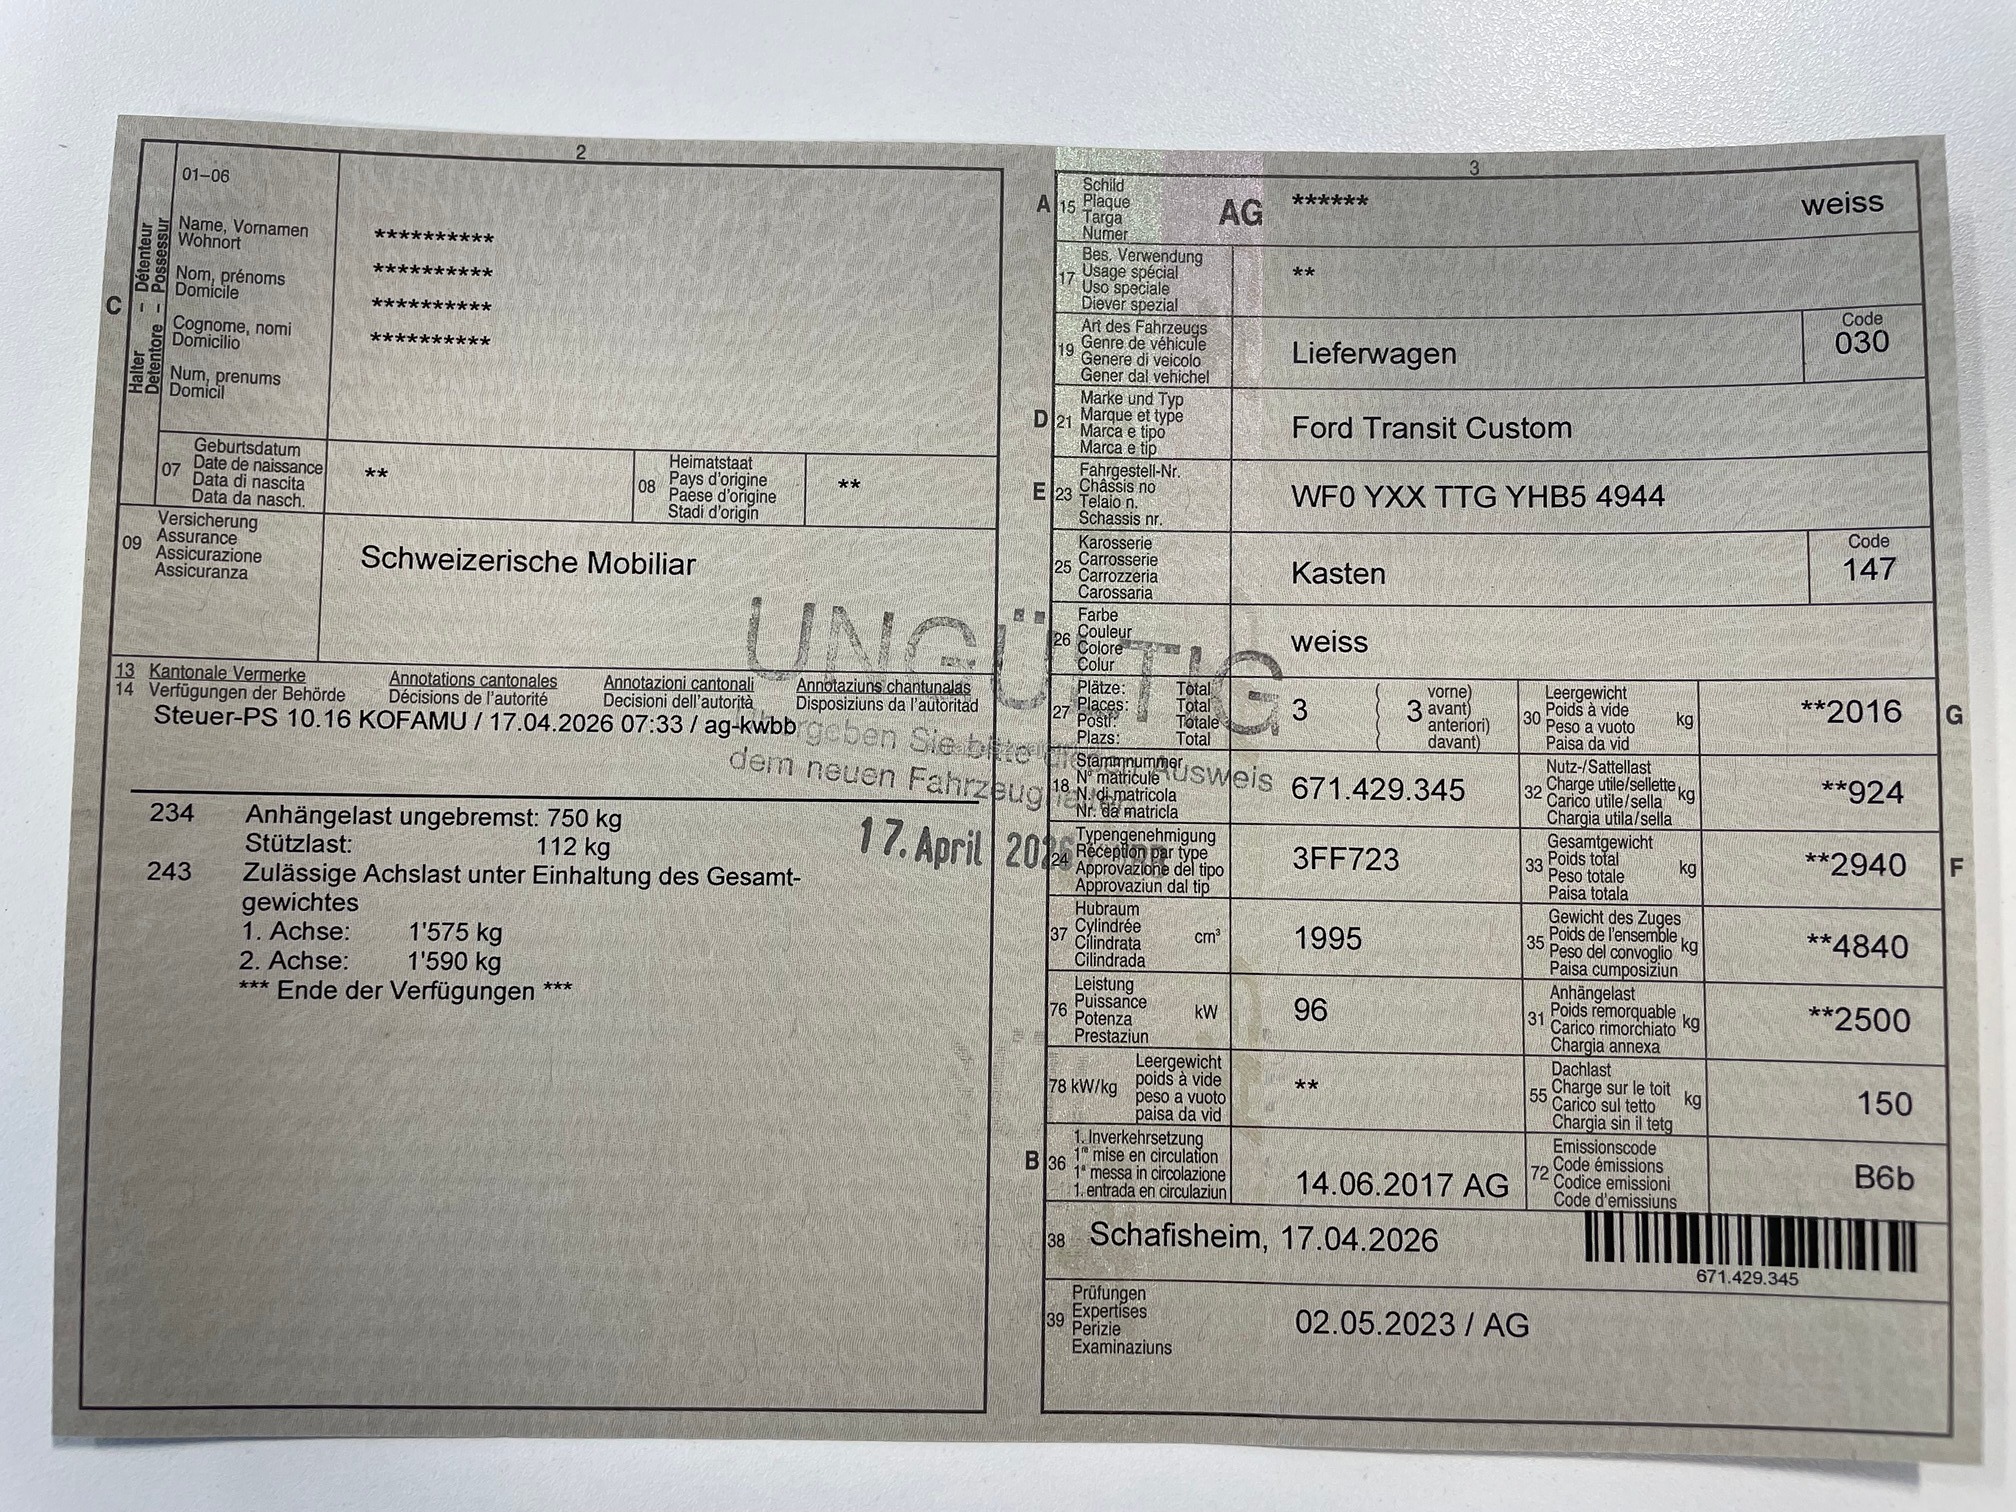 2
01–06
Halter – Détenteur
Detentore – Possessur
C
Name, Vornamen
Wohnort
Nom, prénoms
Domicile
Cognome, nomi
Domicilio
Num, prenums
Domicil
**********
**********
**********
**********
07 Geburtsdatum
Date de naissance
Data di nascita
Data da nasch.
**
08 Heimatstaat
Pays d'origine
Paese d'origine
Stadi d'origin
**
09 Versicherung
Assurance
Assicurazione
Assicuranza
Schweizerische Mobiliar
13 Kantonale Vermerke Annotations cantonales Annotazioni cantonali Annotaziuns chantunalas
14 Verfügungen der Behörde Décisions de l'autorité Decisioni dell'autorità Disposiziuns da l'autoritad
Steuer-PS 10.16 KOFAMU / 17.04.2026 07:33 / ag-kwbb
234 Anhängelast ungebremst: 750 kg
Stützlast: 112 kg
243 Zulässige Achslast unter Einhaltung des Gesamt-
gewichtes
1. Achse: 1'575 kg
2. Achse: 1'590 kg
*** Ende der Verfügungen ***
UNGÜLTIG
Sie bitte Ausweis
dem neuen
17. April 2026
3
A 15 Schild
Plaque
Targa
Numer
AG ****** weiss
17 Bes. Verwendung
Usage spécial
Uso speciale
Diever spezial
**
19 Art des Fahrzeugs
Genre de véhicule
Genere di veicolo
Gener dal vehichel
Lieferwagen
Code
030
D 21 Marke und Typ
Marque et type
Marca e tipo
Marca e tip
Ford Transit Custom
E 23 Fahrgestell-Nr.
Châssis no
Telaio n.
Schassis nr.
WF0 YXX TTG YHB5 4944
25 Karosserie
Carrosserie
Carrozzeria
Carossaria
Kasten
Code
147
26 Farbe
Couleur
Colore
Colur
weiss
27 Plätze: Total
Places: Total
Posti: Totale
Plazs: Total
3 ( 3 vorne)
( avant)
( anteriori)
( davant)
30 Leergewicht
Poids à vide
Peso a vuoto
Paisa da vid
kg
**2016
G
18 Stammnummer
N° matricule
N. di matricola
Nr. da matricla
671.429.345
32 Nutz-/Sattellast
Charge utile/sellette
Carico utile/sella
Chargia utila/sella
kg
**924
24 Typengenehmigung
Réception par type
Approvazione del tipo
Approvaziun dal tip
3FF723
33 Gesamtgewicht
Poids total
Peso totale
Paisa totala
kg
**2940
F
37 Hubraum
Cylindrée
Cilindrata
Cilindrada
cm³
1995
35 Gewicht des Zuges
Poids de l'ensemble
Peso del convoglio
Paisa cumposiziun
kg
**4840
76 Leistung
Puissance
Potenza
Prestaziun
kW
96
31 Anhängelast
Poids remorquable
Carico rimorchiato
Chargia annexa
kg
**2500
78 kW/kg Leergewicht
poids à vide
peso a vuoto
paisa da vid
**
55 Dachlast
Charge sur le toit
Carico sul tetto
Chargia sin il tetg
kg
150
B 36 1. Inverkehrsetzung
1re mise en circulation
1a messa in circolazione
1. entrada en circulaziun
14.06.2017 AG
72 Emissionscode
Code émissions
Codice emissioni
Code d'emissiuns
B6b
38 Schafisheim, 17.04.2026
671.429.345
39 Prüfungen
Expertises
Perizie
Examinaziuns
02.05.2023 / AG